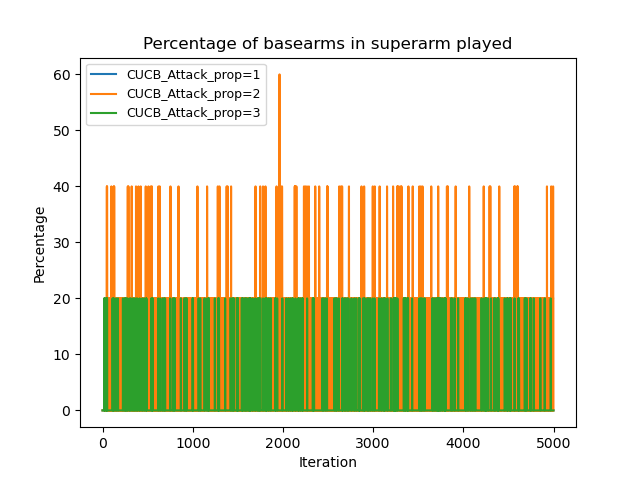 Percentage of basearms in superarm played
CUCB_Attack_prop=1
CUCB_Attack_prop=2
CUCB_Attack_prop=3
60
50
40
30
20
10
0
Percentage
0 1000 2000 3000 4000 5000
Iteration